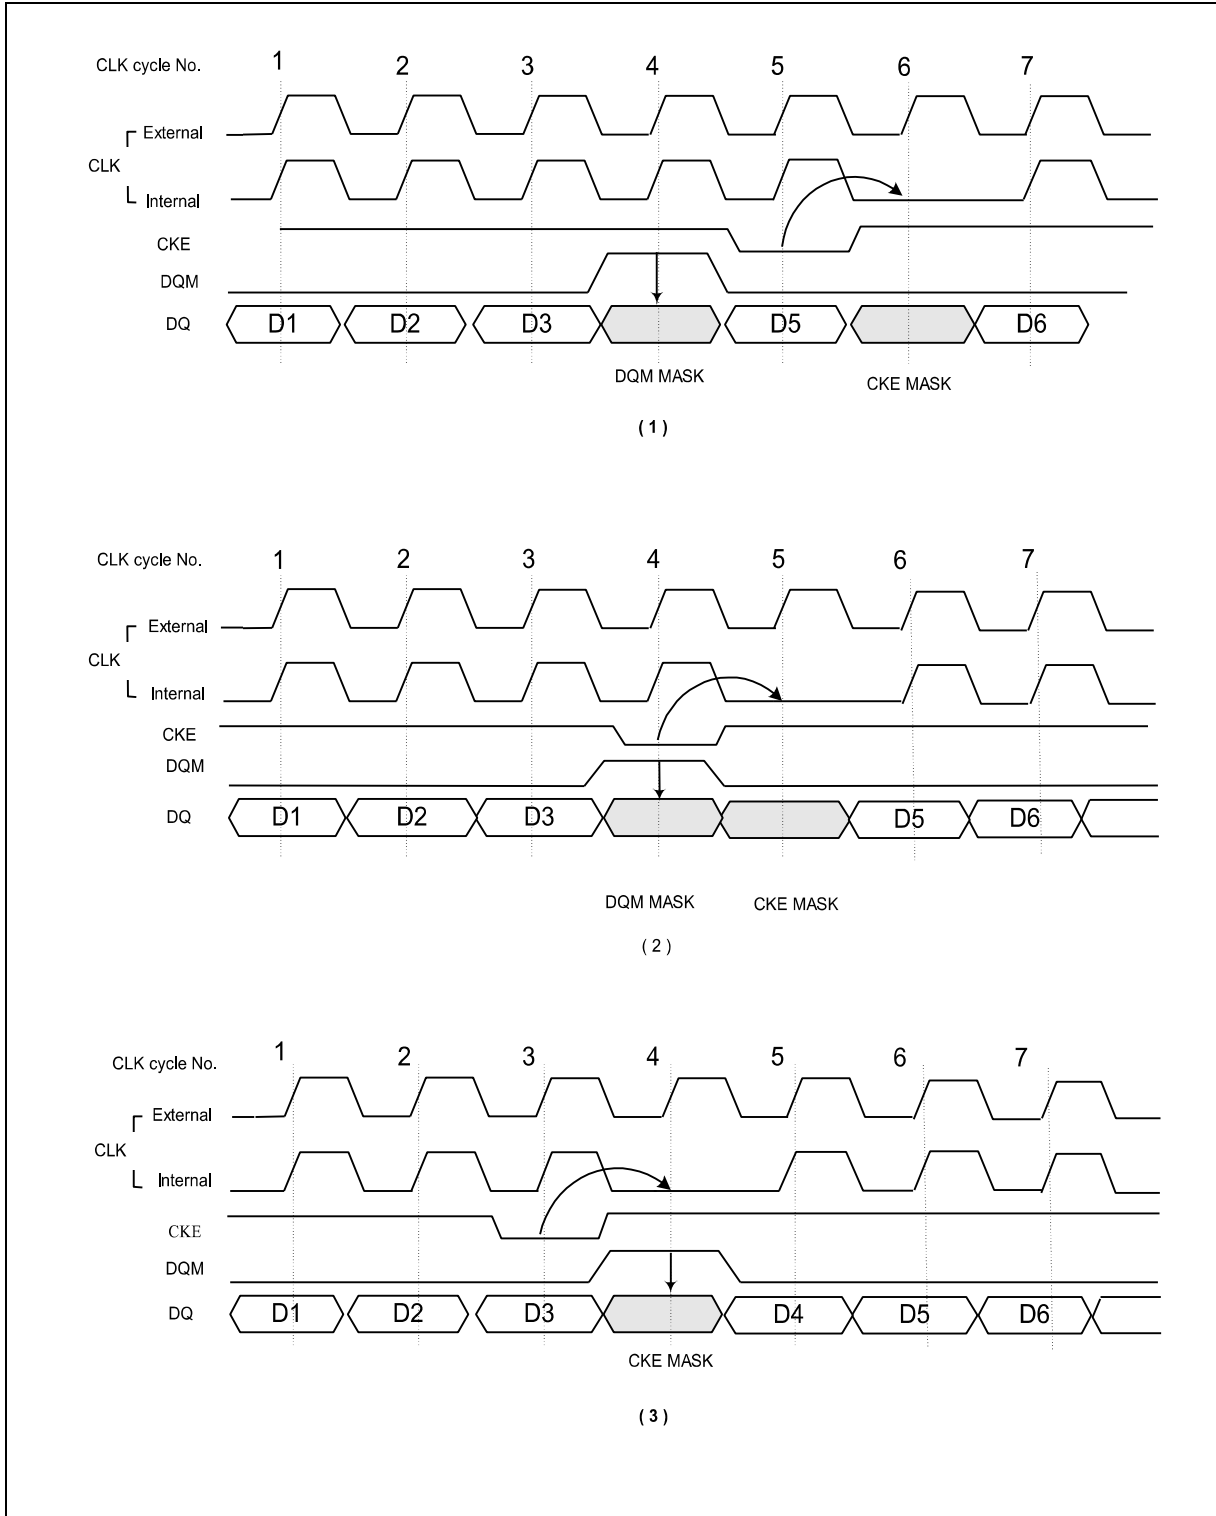 CLK cycle No. 1 2 3 4 5 6 7
External
CLK
Internal
CKE
DQM
DQ D1 D2 D3 D5 D6
DQM MASK CKE MASK
( 1 )
CLK cycle No. 1 2 3 4 5 6 7
External
CLK
Internal
CKE
DQM
DQ D1 D2 D3 D5 D6
DQM MASK CKE MASK
( 2 )
CLK cycle No. 1 2 3 4 5 6 7
External
CLK
Internal
CKE
DQM
DQ D1 D2 D3 D4 D5 D6
CKE MASK
( 3 )